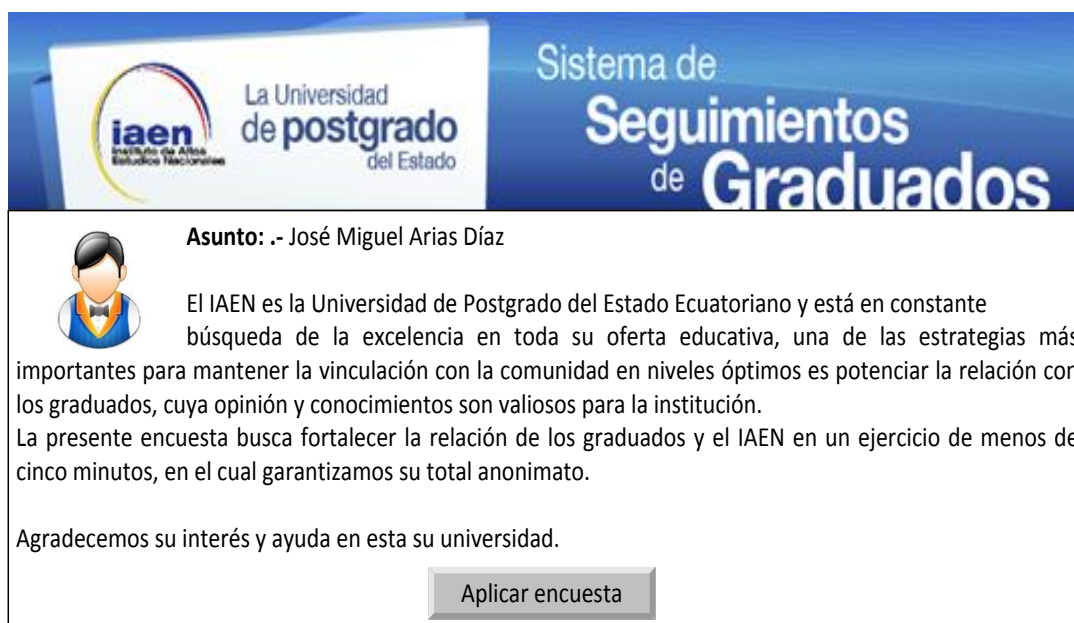 iaen
Instituto de Altos
Estudios Nacionales
La Universidad
de postgrado
del Estado
Sistema de
Seguimientos
de Graduados
Asunto: .- José Miguel Arias Díaz
El IAEN es la Universidad de Postgrado del Estado Ecuatoriano y está en constante
búsqueda de la excelencia en toda su oferta educativa, una de las estrategias más
importantes para mantener la vinculación con la comunidad en niveles óptimos es potenciar la relación con
los graduados, cuya opinión y conocimientos son valiosos para la institución.
La presente encuesta busca fortalecer la relación de los graduados y el IAEN en un ejercicio de menos de
cinco minutos, en el cual garantizamos su total anonimato.
Agradecemos su interés y ayuda en esta su universidad.
Aplicar encuesta